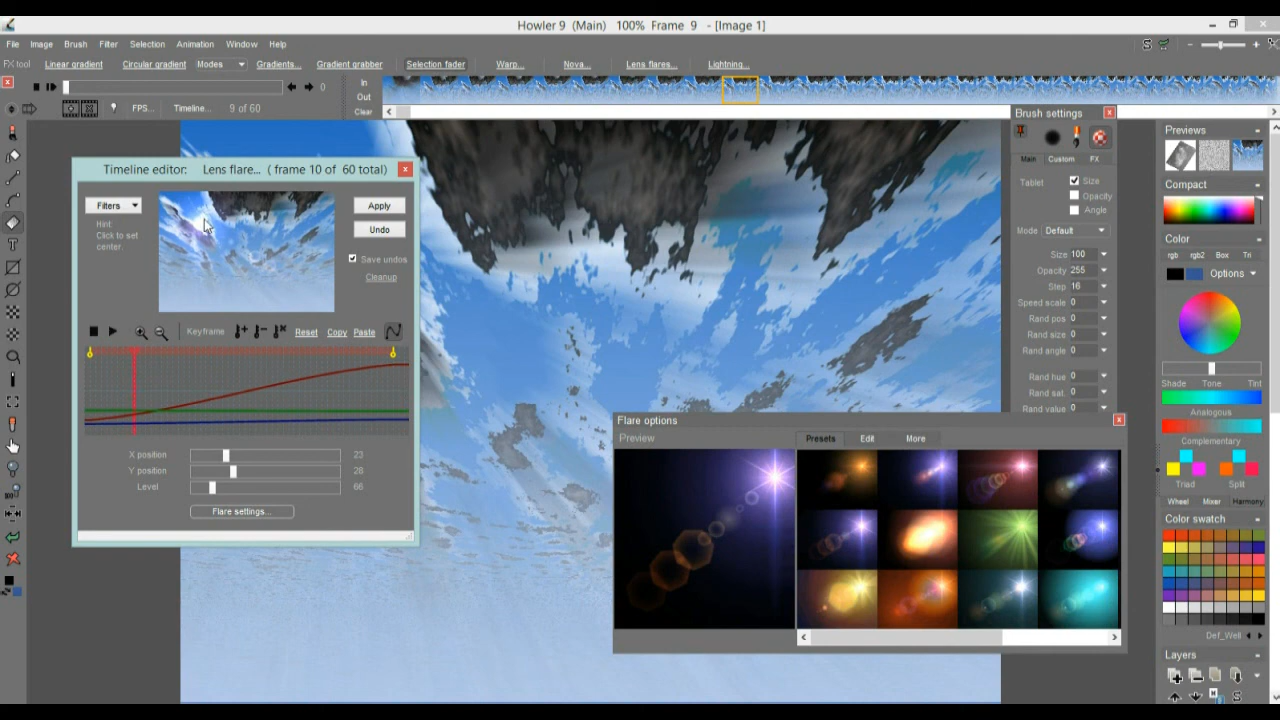 Howler 9 (Main) 100% Frame 9 - [Image 1]
File Image Brush Filter Selection Animation Window Help
FX tool Linear gradient Circular gradient Modes Gradients... Gradient grabber Selection fader Warp... Nova... Lens flares... Lightning...
0 In
Out
FPS... Timeline... 9 of 60 Clear
Timeline editor: Lens flare... ( frame 10 of 60 total)
Filters
Hint:
Click to set
center.
Apply
Undo
Save undos
Cleanup
Keyframe Reset Copy Paste
X position 23
Y position 28
Level 66
Flare settings...
Flare options
Preview Presets Edit More
Brush settings
Main Custom FX
Tablet Size
Opacity
Angle
Mode Default
Size 100
Opacity 255
Step 16
Speed scale 0
Rand pos 0
Rand size 0
Rand angle 0
Rand hue 0
Rand sat. 0
Rand value 0
Previews
Compact
Color
rgb rgb2 Box Tri
Options
Shade Tone Tint
Analogous
Complementary
Triad Split
Wheel Mixer Harmony
Color swatch
Def_Well
Layers
S